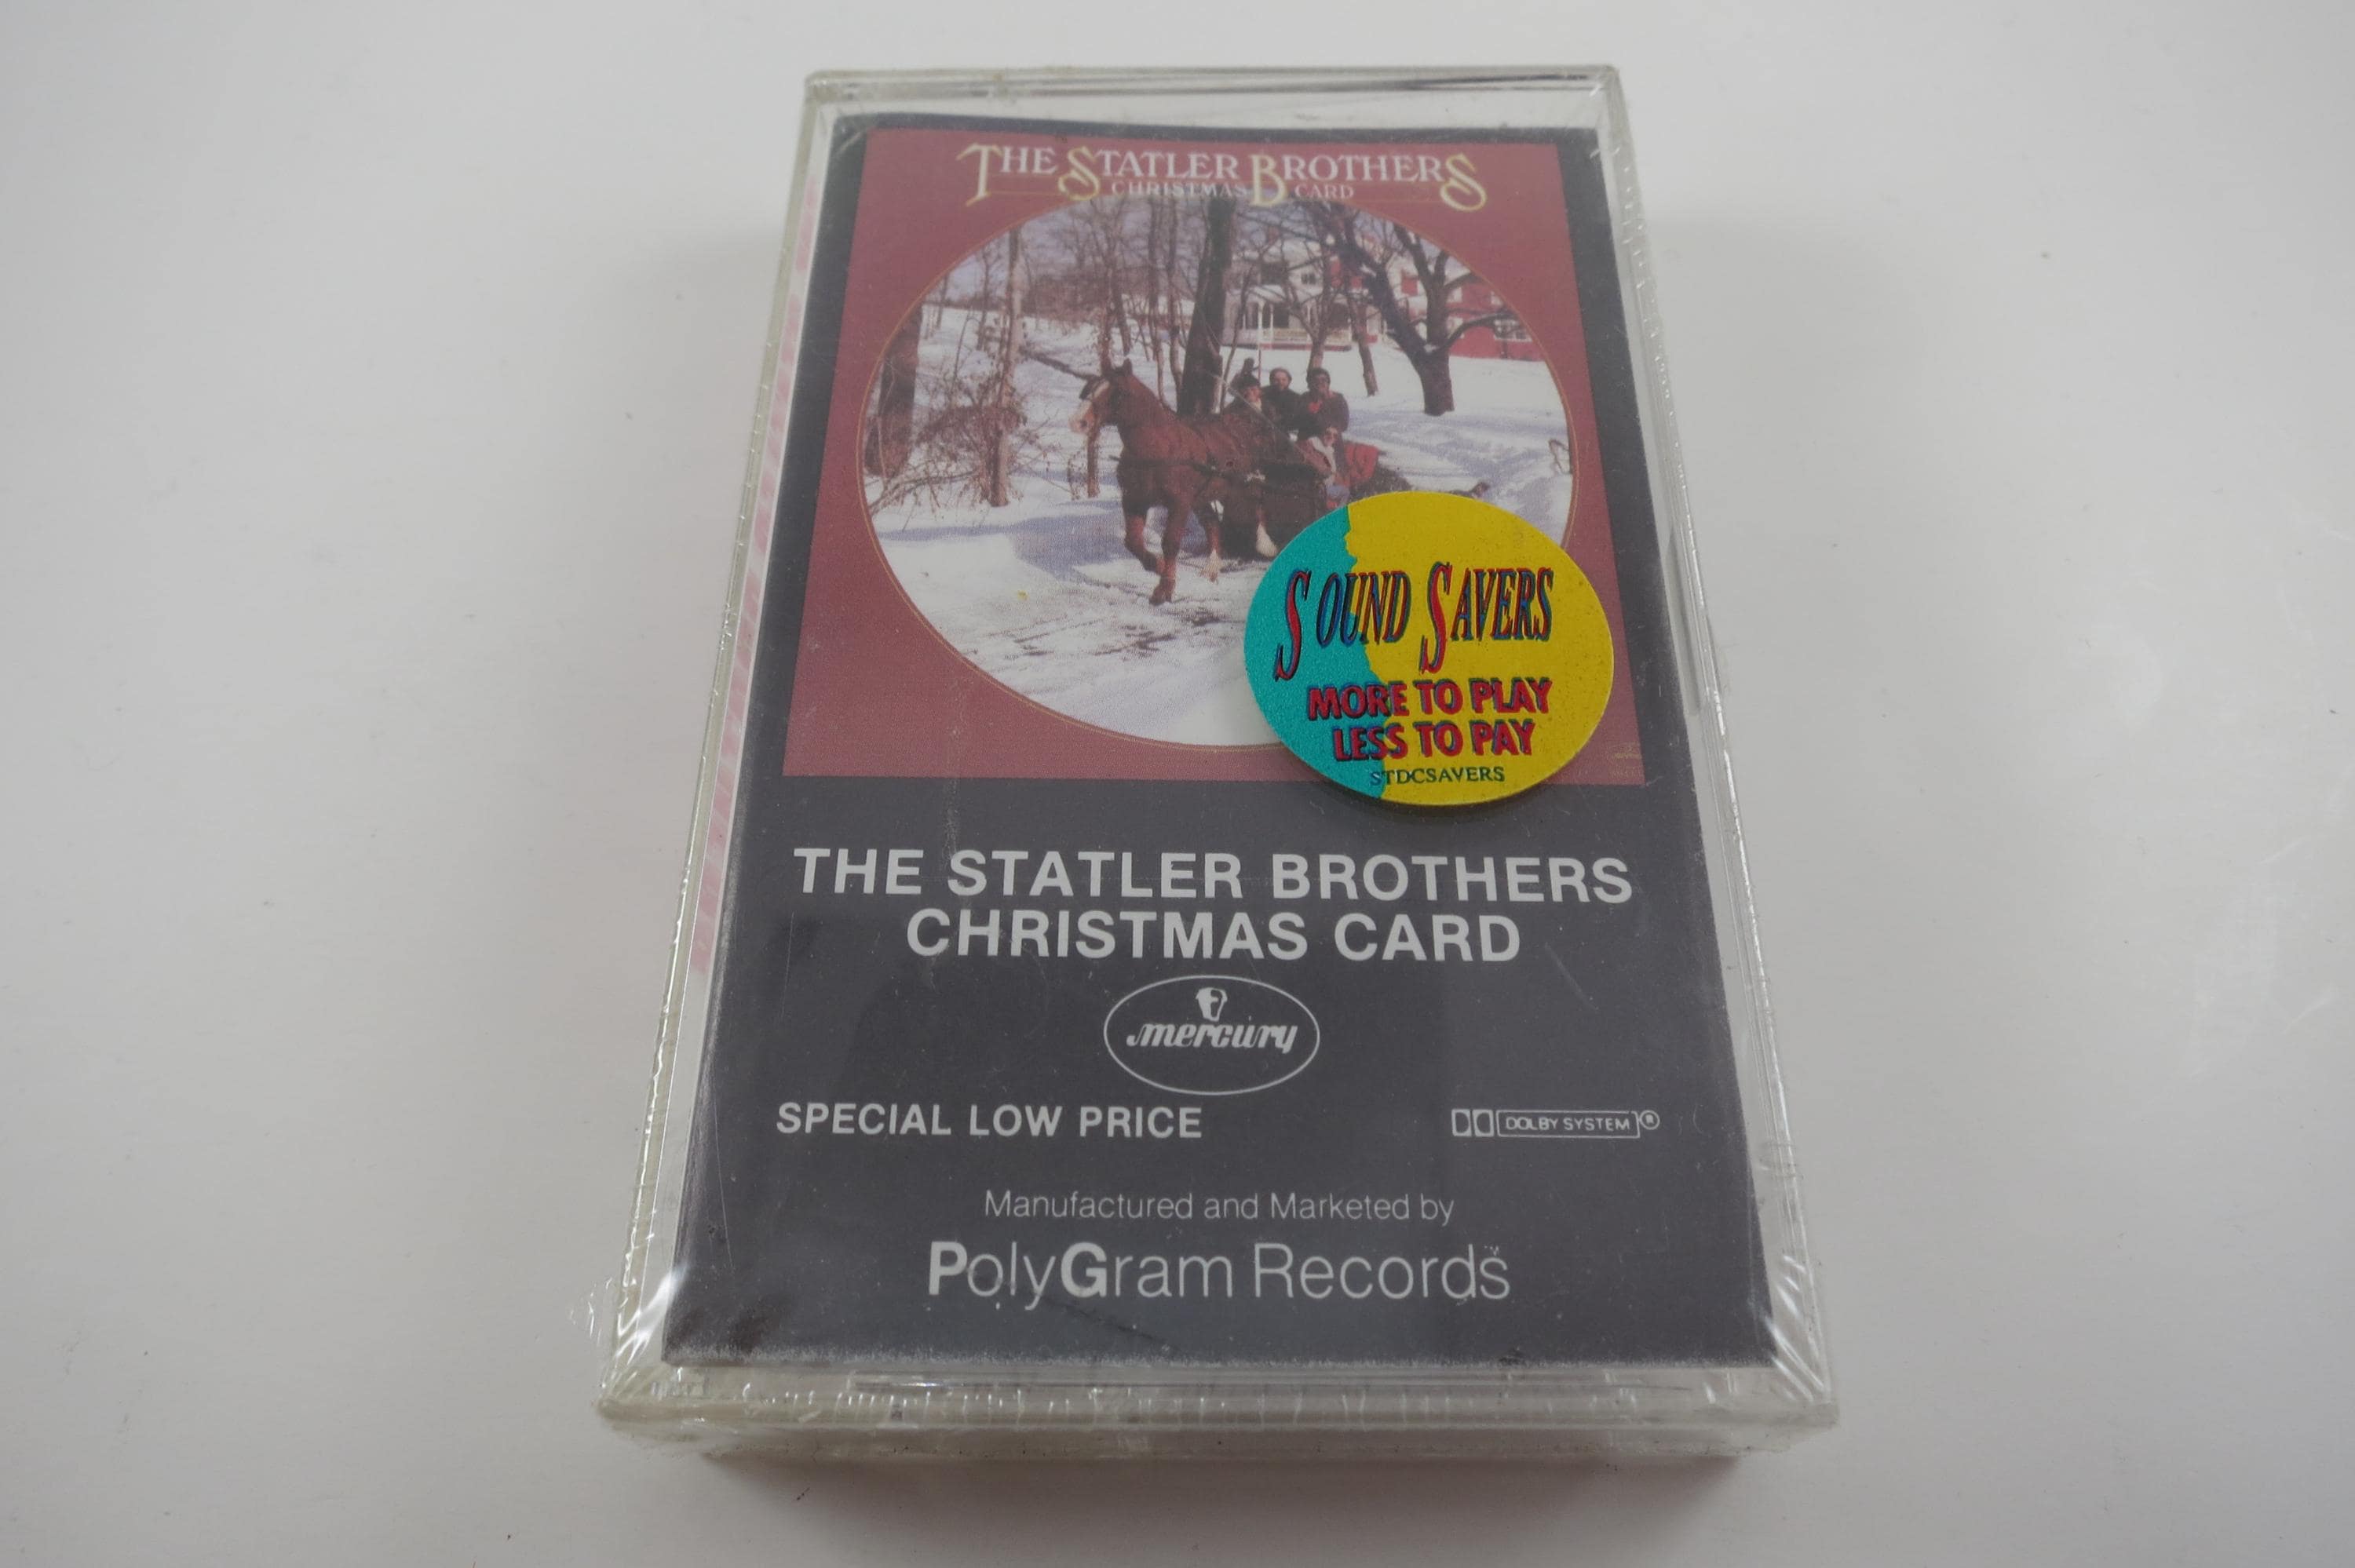 THE STATLER BROTHERS
CHRISTMAS CARD
SOUND SAVERS
MORE TO PLAY
LESS TO PAY
STDCSAVERS
THE STATLER BROTHERS
CHRISTMAS CARD
mercury
SPECIAL LOW PRICE
DOLBY SYSTEM®
Manufactured and Marketed by
PolyGram Records